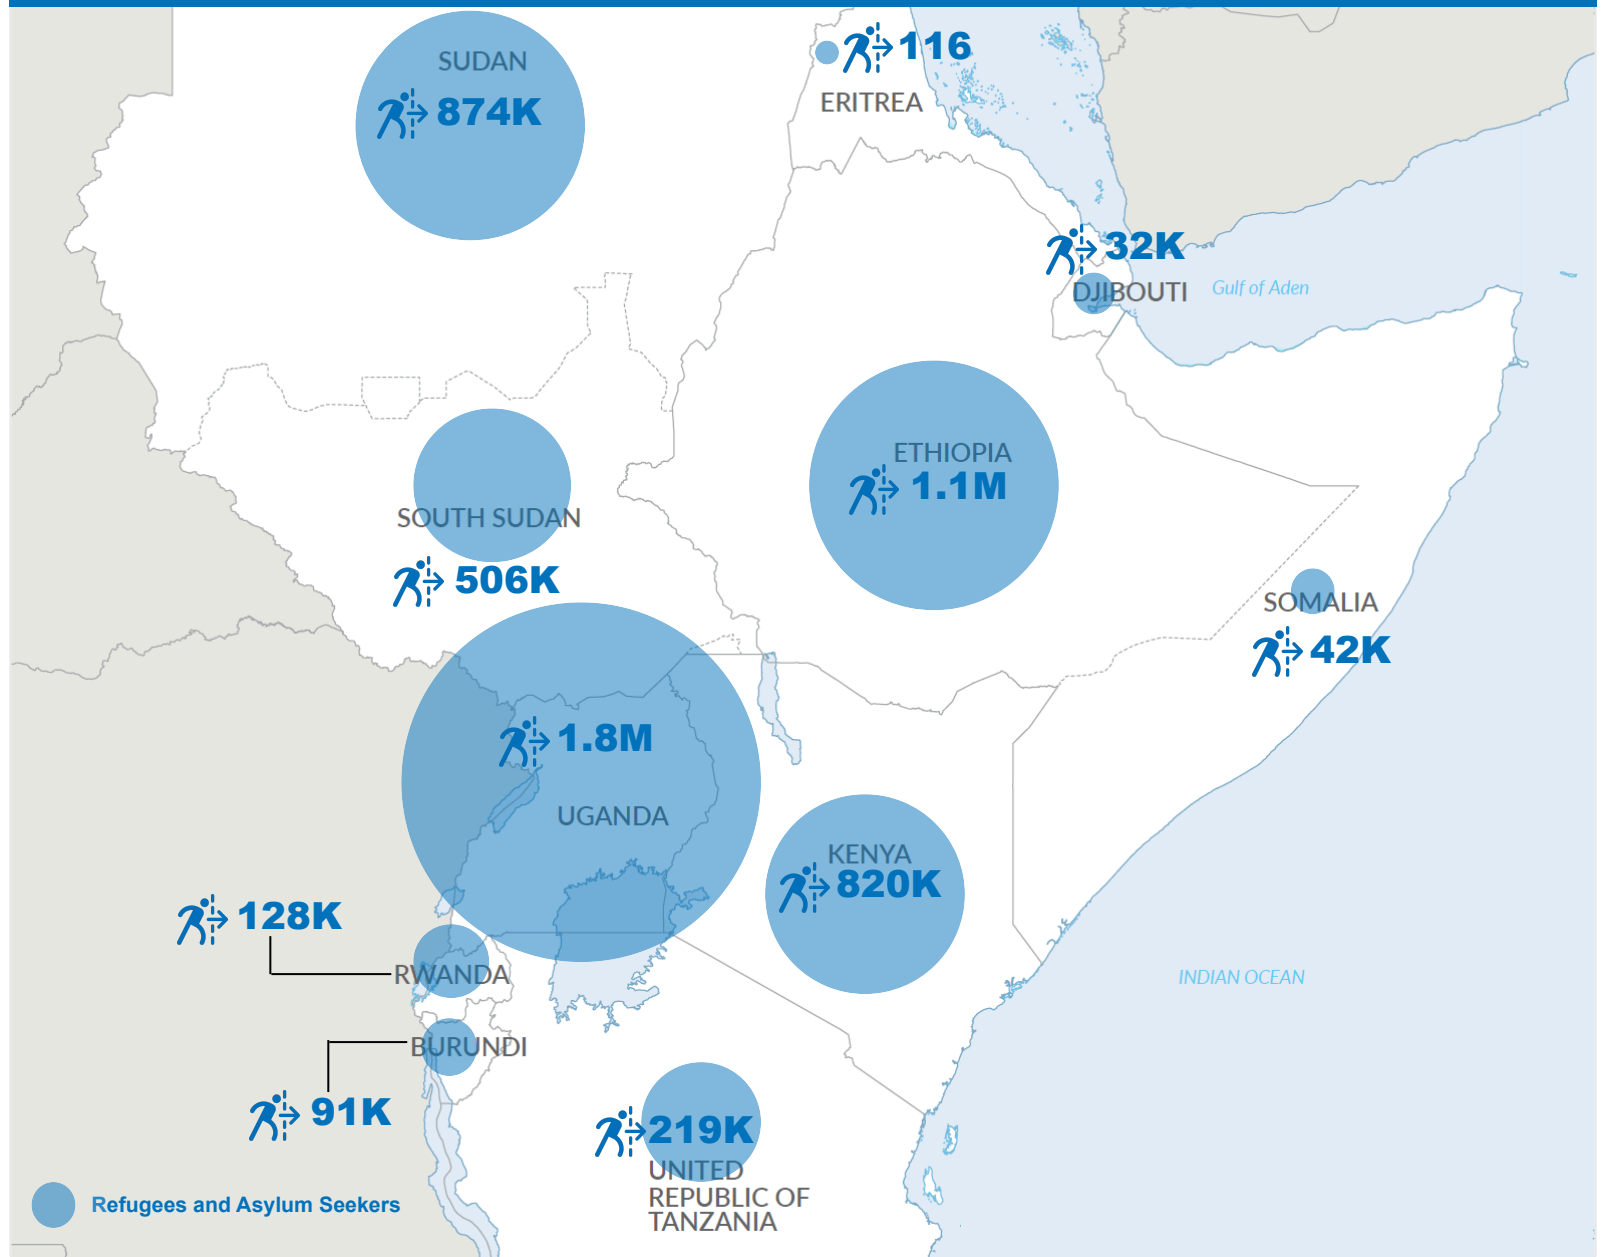 SUDAN
874K
116
ERITREA
32K
DJIBOUTI
Gulf of Aden
ETHIOPIA
1.1M
SOUTH SUDAN
506K
SOMALIA
42K
1.8M
UGANDA
KENYA
820K
128K
RWANDA
INDIAN OCEAN
BURUNDI
91K
219K
UNITED
REPUBLIC OF
TANZANIA
Refugees and Asylum Seekers